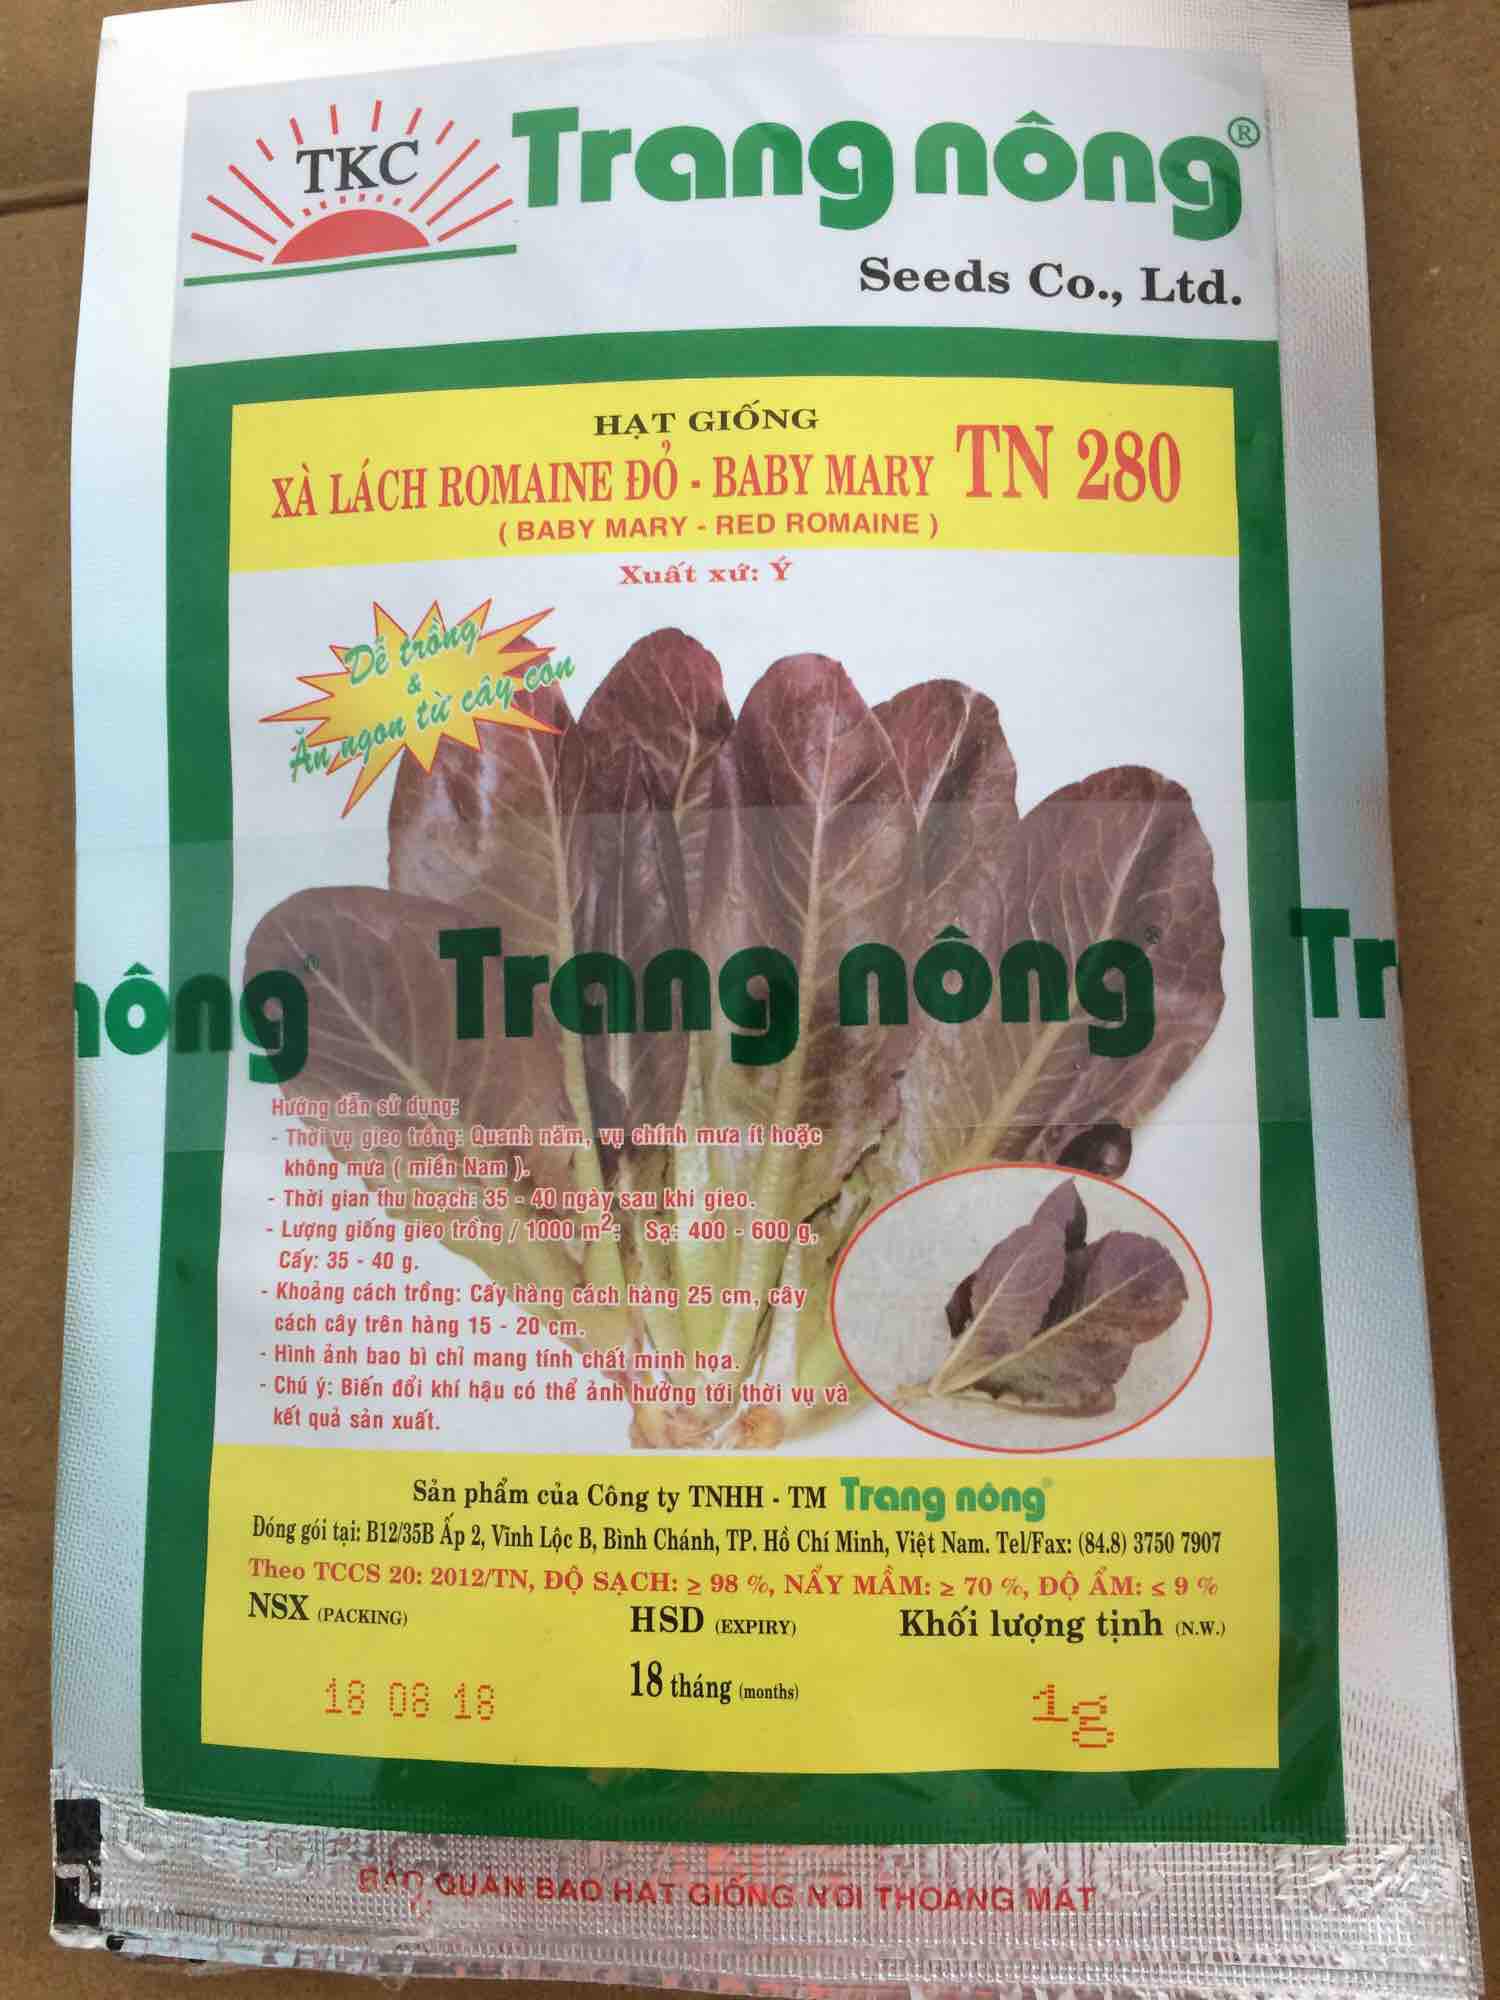 TKC
Trang nông®
Seeds Co., Ltd.
HẠT GIỐNG
XÀ LÁCH ROMAINE ĐỎ - BABY MARY TN 280
( BABY MARY - RED ROMAINE )
Xuất xứ: Ý
Dễ trồng
&
Ăn ngon từ cây con
nông® Trang nông® Tr
Hướng dẫn sử dụng:
- Thời vụ gieo trồng: Quanh năm, vụ chính mưa ít hoặc
không mưa ( miền Nam ).
- Thời gian thu hoạch: 35 - 40 ngày sau khi gieo.
- Lượng giống gieo trồng / 1000 m²: Sạ: 400 - 600 g,
Cấy: 35 - 40 g.
- Khoảng cách trồng: Cấy hàng cách hàng 25 cm, cây
cách cây trên hàng 15 - 20 cm.
- Hình ảnh bao bì chỉ mang tính chất minh họa.
- Chú ý: Biến đổi khí hậu có thể ảnh hưởng tới thời vụ và
kết quả sản xuất.
Sản phẩm của Công ty TNHH - TM Trang nông®
Đóng gói tại: B12/35B Ấp 2, Vĩnh Lộc B, Bình Chánh, TP. Hồ Chí Minh, Việt Nam. Tel/Fax: (84.8) 3750 7907
Theo TCCS 20: 2012/TN, ĐỘ SẠCH: ≥ 98 %, NẨY MẦM: ≥ 70 %, ĐỘ ẨM: ≤ 9 %
NSX (PACKING) HSD (EXPIRY) Khối lượng tịnh (N.W.)
18 08 18 18 tháng (months) 1g
BẢO QUẢN BAO HẠT GIỐNG NƠI THOÁNG MÁT